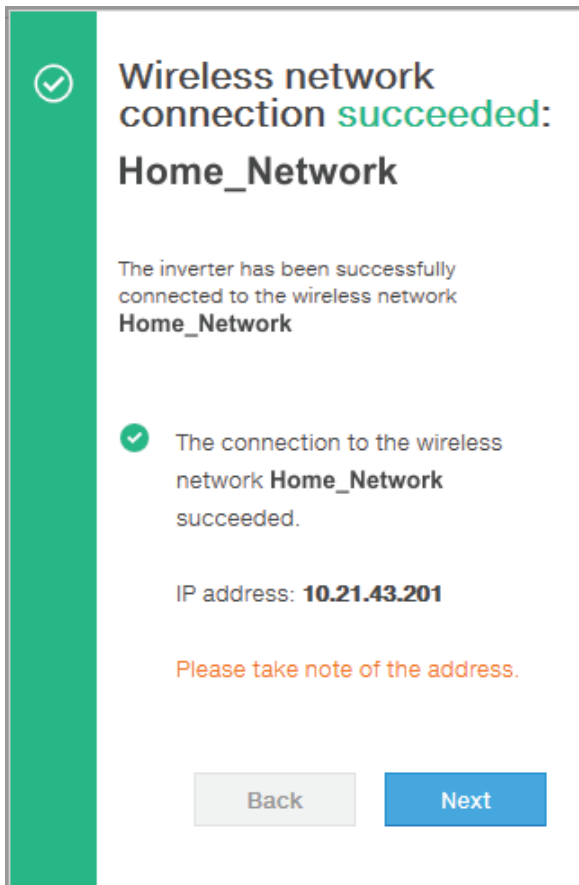 Wireless network
connection succeeded:
Home_Network
The inverter has been successfully
connected to the wireless network
Home_Network
The connection to the wireless
network Home_Network
succeeded.
IP address: 10.21.43.201
Please take note of the address.
Back
Next